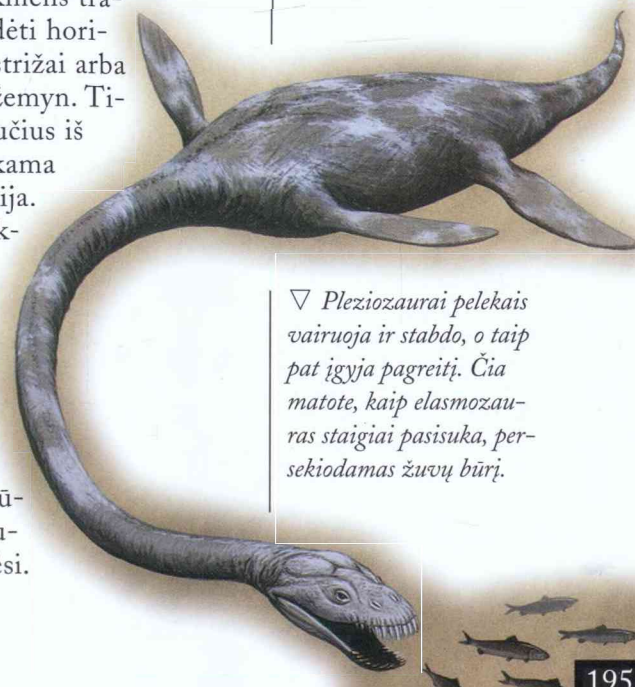 dėti hori-
strižai arba
žemyn. Ti-
učius iš
kama
ija.
k-
ū-
u-
esi.
▽ Pleziozaurai pelekais
vairuoja ir stabdo, o taip
pat įgyja pagreitį. Čia
matote, kaip elasmozau-
ras staigiai pasisuka, per-
sekiodamas žuvų būrį.
195